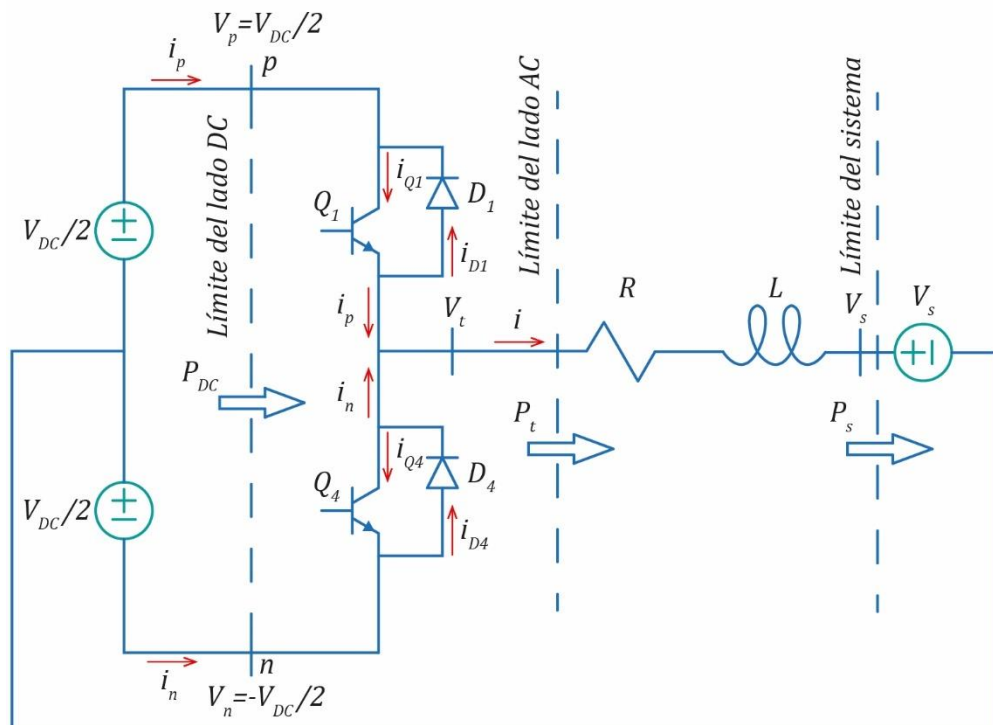 V_p=V_DC/2
i_p
p
Límite del lado DC
Límite del lado AC
Límite del sistema
i_Q1
D_1
Q_1
i_D1
V_DC/2
R
L
i_p
V_t
i
V_s
V_s
P_DC
i_n
P_t
P_s
i_Q4
D_4
Q_4
V_DC/2
i_D4
n
i_n
V_n=-V_DC/2